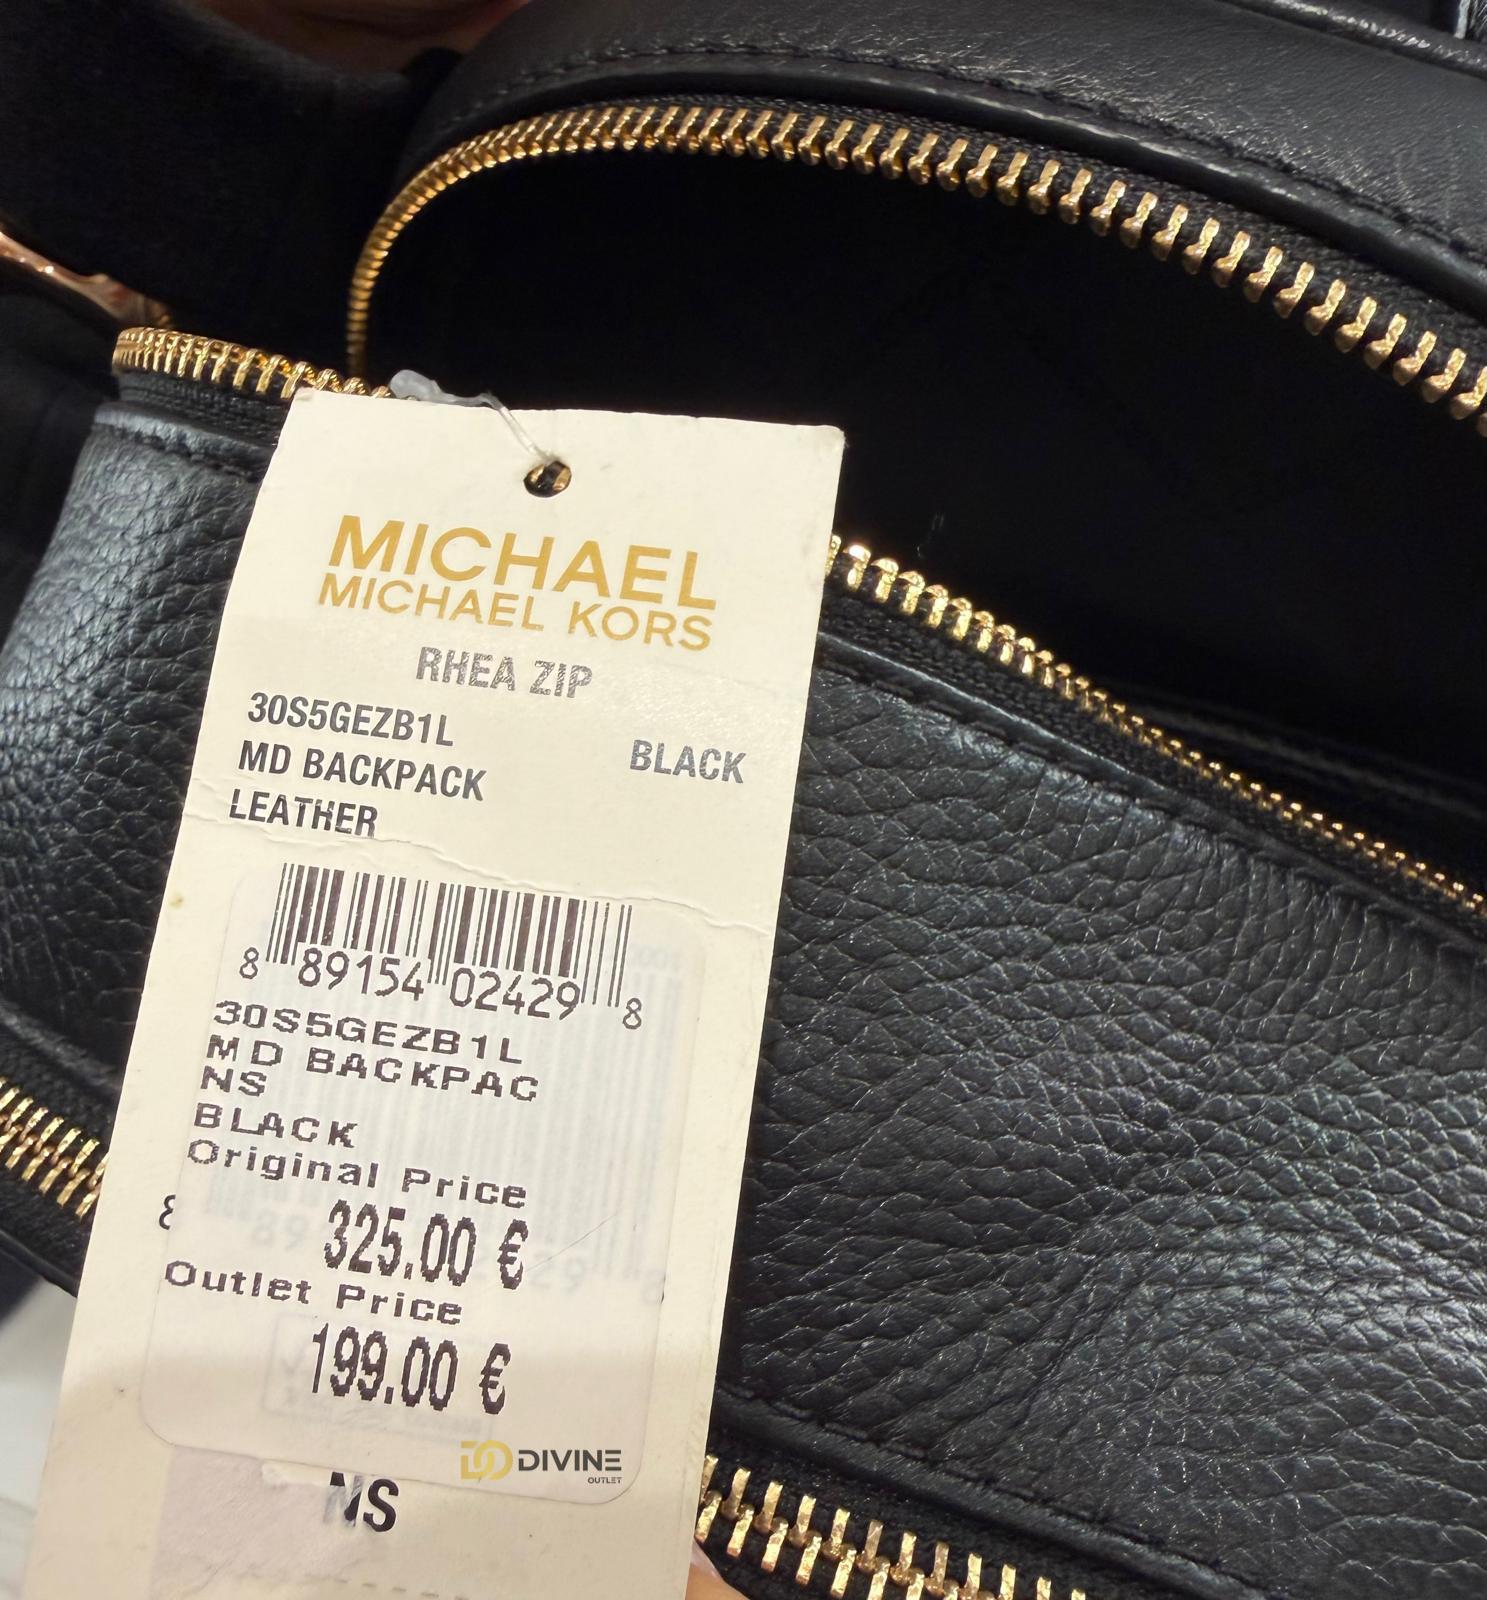 MICHAEL
MICHAEL KORS
RHEA ZIP
30S5GEZB1L
MD BACKPACK BLACK
LEATHER
8 89154 02429 8
30S5GEZB1L
MD BACKPAC
NS
BLACK
Original Price
325.00 €
Outlet Price
199.00 €
DO DIVINE
OUTLET
NS